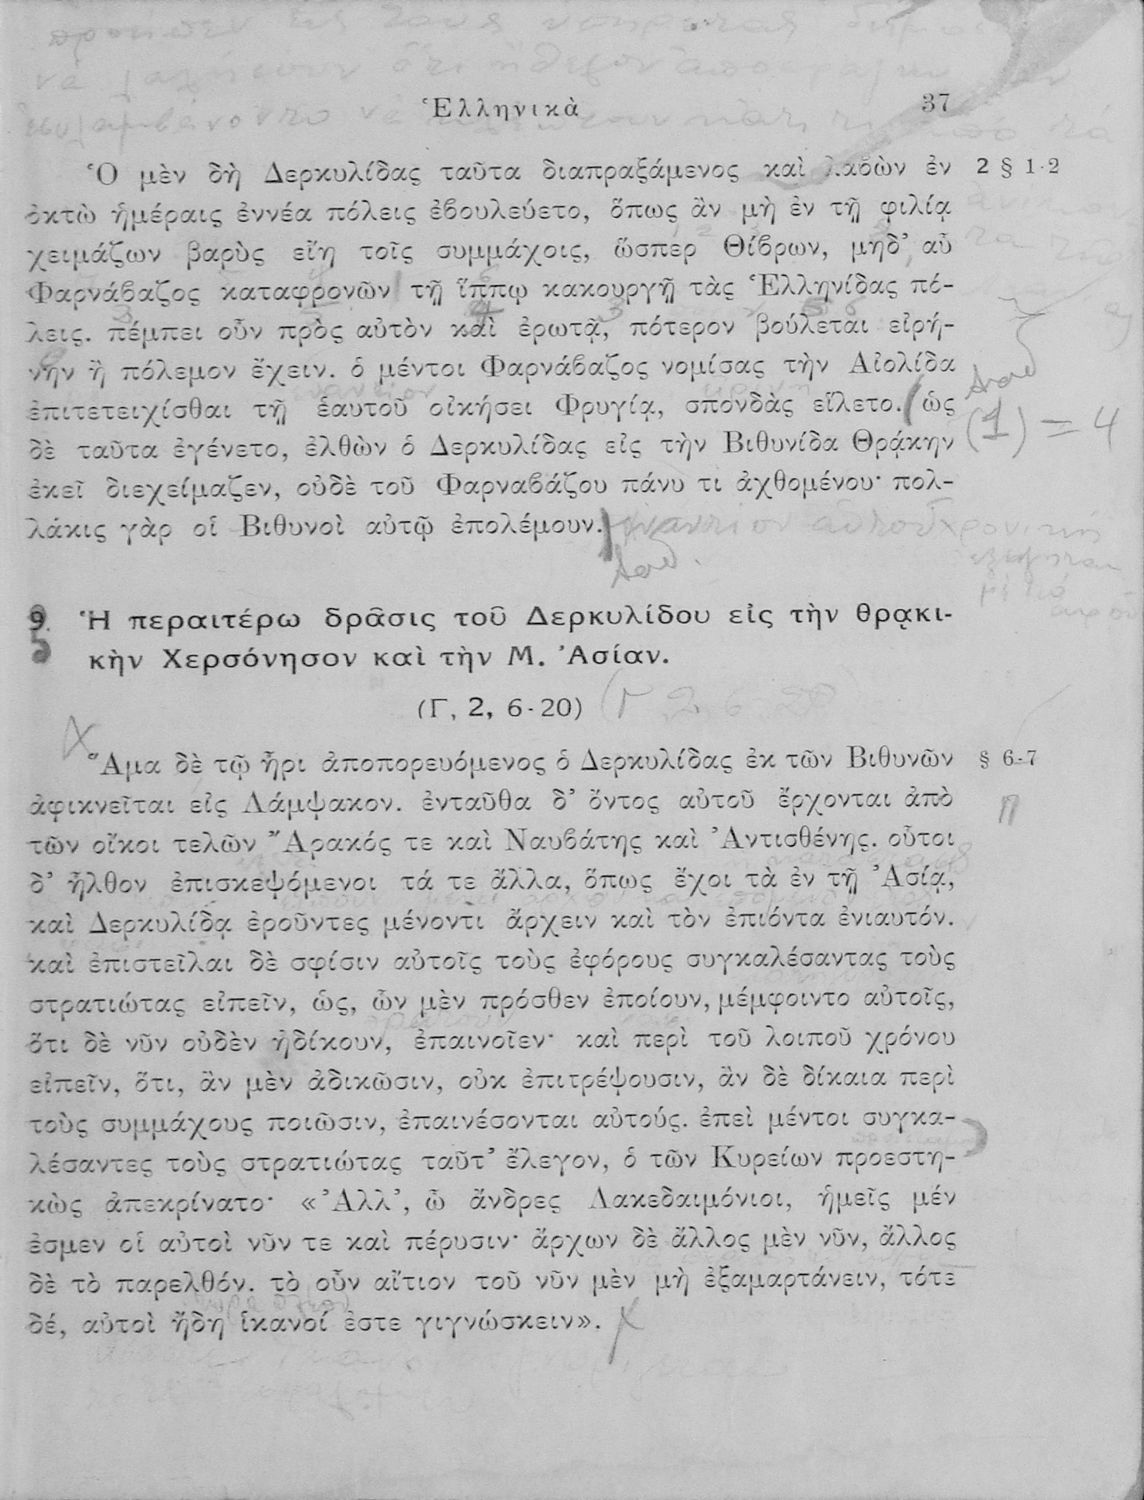 Ἑλληνικὰ 37
Ὁ μὲν δὴ Δερκυλίδας ταῦτα διαπραξάμενος καὶ λαβὼν ἐν 2 § 1-2
ὀκτὼ ἡμέραις ἐννέα πόλεις ἐβουλεύετο, ὅπως ἂν μὴ ἐν τῇ φιλίᾳ
χειμάζων βαρὺς εἴη τοῖς συμμάχοις, ὥσπερ Θίβρων, μηδ’ αὖ
Φαρνάβαζος καταφρονῶν τῇ ἵππῳ κακουργῇ τὰς Ἑλληνίδας πό-
λεις. πέμπει οὖν πρὸς αὐτὸν καὶ ἐρωτᾷ, πότερον βούλεται εἰρή-
νην ἢ πόλεμον ἔχειν. ὁ μέντοι Φαρνάβαζος νομίσας τὴν Αἰολίδα
ἐπιτετειχίσθαι τῇ ἑαυτοῦ οἰκήσει Φρυγίᾳ, σπονδὰς εἵλετο. ὡς
(1) = 4
δὲ ταῦτα ἐγένετο, ἐλθὼν ὁ Δερκυλίδας εἰς τὴν Βιθυνίδα Θρᾴκην
ἐκεῖ διεχείμαζεν, οὐδὲ τοῦ Φαρναβάζου πάνυ τι ἀχθομένου· πολ-
λάκις γὰρ οἱ Βιθυνοὶ αὐτῷ ἐπολέμουν.
9. Ἡ περαιτέρω δρᾶσις τοῦ Δερκυλίδου εἰς τὴν θρᾳκι-
κὴν Χερσόνησον καὶ τὴν Μ. Ἀσίαν.
(Γ, 2, 6-20) (Γ 2, 6-20)
Ἅμα δὲ τῷ ἦρι ἀποπορευόμενος ὁ Δερκυλίδας ἐκ τῶν Βιθυνῶν § 6-7
ἀφικνεῖται εἰς Λάμψακον. ἐνταῦθα δ’ ὄντος αὐτοῦ ἔρχονται ἀπὸ
τῶν οἴκοι τελῶν Ἄρακός τε καὶ Ναυβάτης καὶ Ἀντισθένης. οὗτοι
δ’ ἦλθον ἐπισκεψόμενοι τά τε ἄλλα, ὅπως ἔχοι τὰ ἐν τῇ Ἀσίᾳ,
καὶ Δερκυλίδᾳ ἐροῦντες μένοντι ἄρχειν καὶ τὸν ἐπιόντα ἐνιαυτόν.
καὶ ἐπιστεῖλαι δὲ σφίσιν αὐτοῖς τοὺς ἐφόρους συγκαλέσαντας τοὺς
στρατιώτας εἰπεῖν, ὡς, ὧν μὲν πρόσθεν ἐποίουν, μέμφοιντο αὐτοῖς,
ὅτι δὲ νῦν οὐδὲν ἠδίκουν, ἐπαινοῖεν· καὶ περὶ τοῦ λοιποῦ χρόνου
εἰπεῖν, ὅτι, ἂν μὲν ἀδικῶσιν, οὐκ ἐπιτρέψουσιν, ἂν δὲ δίκαια περὶ
τοὺς συμμάχους ποιῶσιν, ἐπαινέσονται αὐτούς. ἐπεὶ μέντοι συγκα-
λέσαντες τοὺς στρατιώτας ταῦτ’ ἔλεγον, ὁ τῶν Κυρείων προεστη-
κὼς ἀπεκρίνατο· «Ἀλλ’, ὦ ἄνδρες Λακεδαιμόνιοι, ἡμεῖς μέν
ἐσμεν οἱ αὐτοὶ νῦν τε καὶ πέρυσιν· ἄρχων δὲ ἄλλος μὲν νῦν, ἄλλος
δὲ τὸ παρελθόν. τὸ οὖν αἴτιον τοῦ νῦν μὲν μὴ ἐξαμαρτάνειν, τότε
δέ, αὐτοὶ ἤδη ἱκανοί ἐστε γιγνώσκειν».